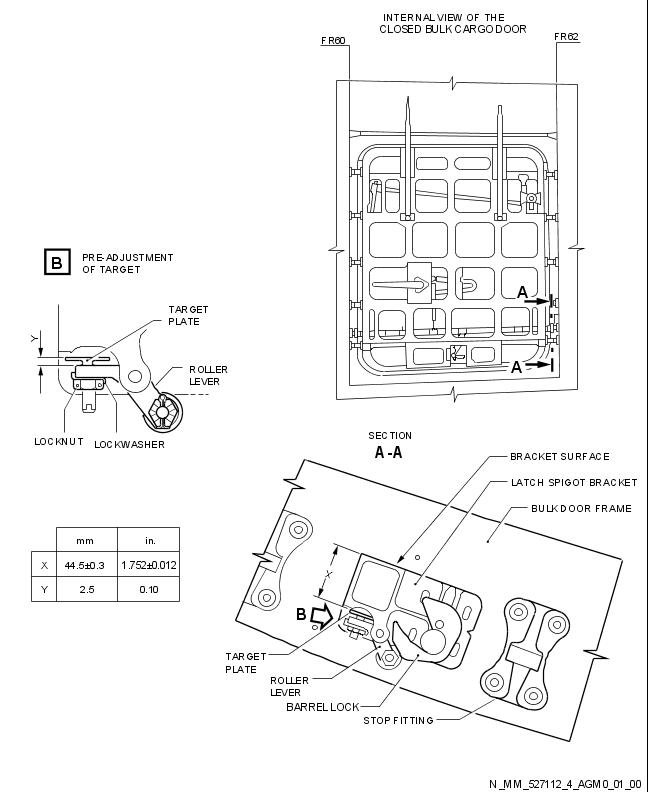 INTERNAL VIEW OF THE
CLOSED BULK CARGO DOOR
FR60
FR62
A
A
B
PRE-ADJUSTMENT
OF TARGET
TARGET
PLATE
Y
ROLLER
LEVER
LOCKNUT
LOCKWASHER
SECTION
A-A
BRACKET SURFACE
LATCH SPIGOT BRACKET
BULK DOOR FRAME
mm in.
X 44.5±0.3 1.752±0.012
Y 2.5 0.10
X
B
TARGET
PLATE
ROLLER
LEVER
BARREL LOCK
STOP FITTING
N_MM_527112_4_AGM0_01_00